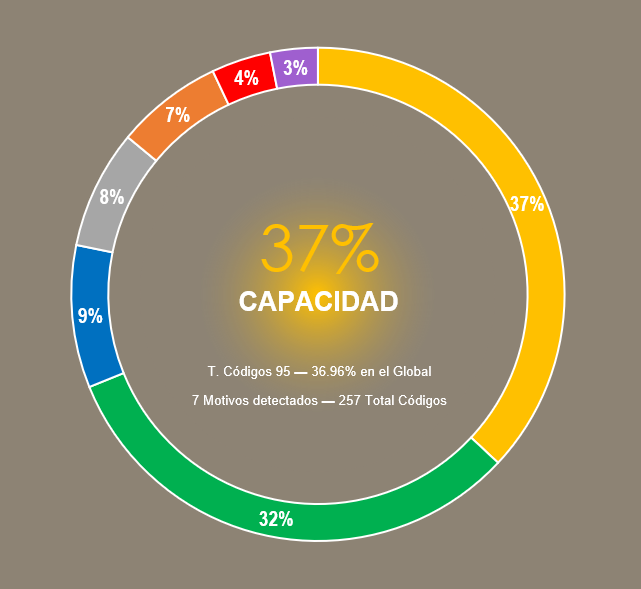 3%
4%
7%
8%
37%
37%
CAPACIDAD
9%
T. Códigos 95 — 36.96% en el Global
7 Motivos detectados — 257 Total Códigos
32%